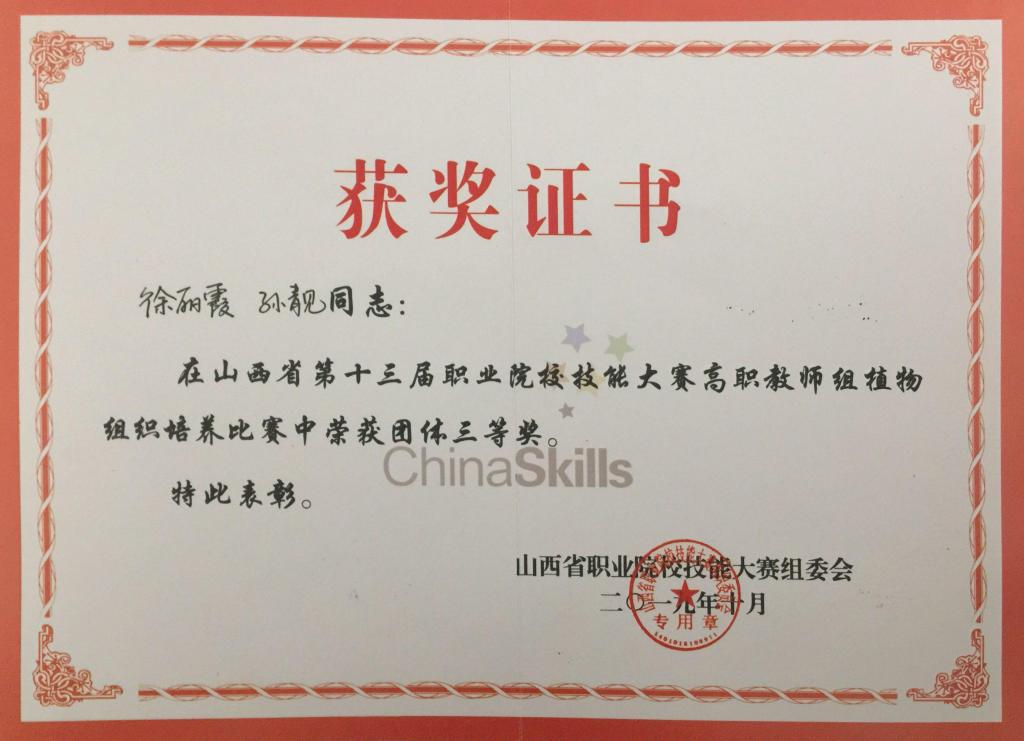 获奖证书
徐丽霞 孙靓同志：
在山西省第十三届职业院校技能大赛高职教师组植物
组织培养比赛中荣获团体三等奖。
ChinaSkills
特此表彰。
山西省职业院校技能大赛组委会
二〇一九年十月
专用章